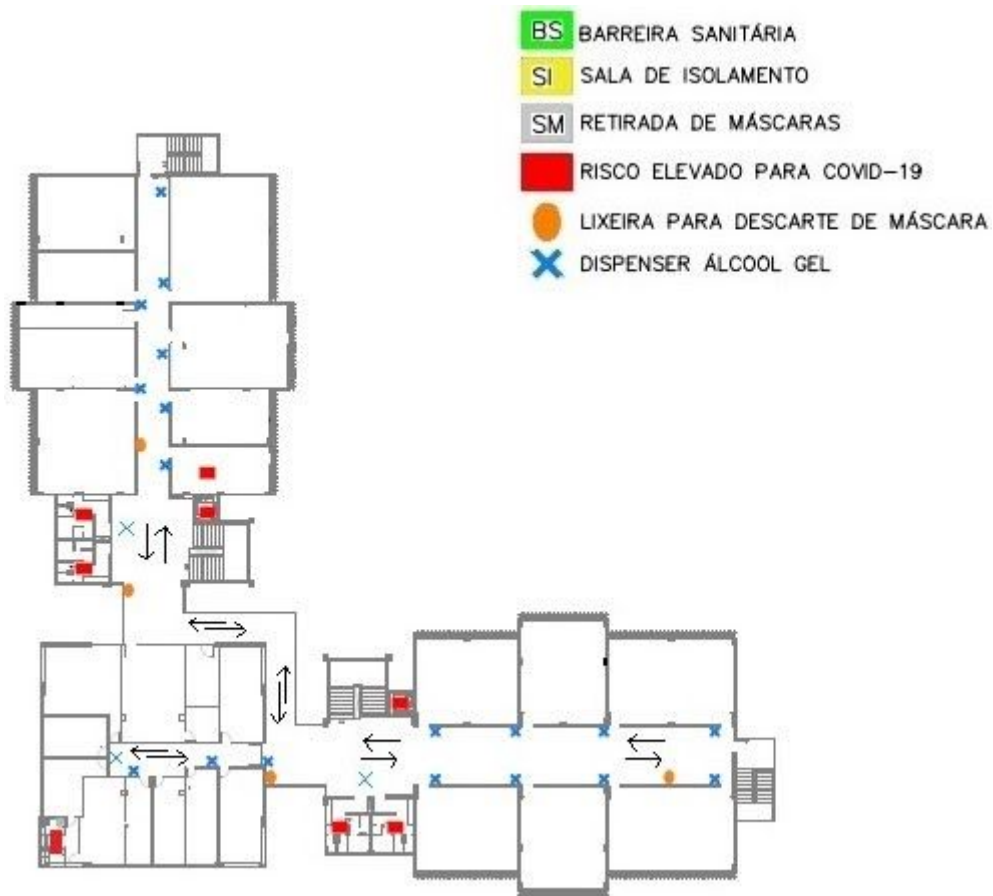 BS BARREIRA SANITÁRIA
SI SALA DE ISOLAMENTO
SM RETIRADA DE MÁSCARAS
RISCO ELEVADO PARA COVID-19
LIXEIRA PARA DESCARTE DE MÁSCARA
DISPENSER ÁLCOOL GEL